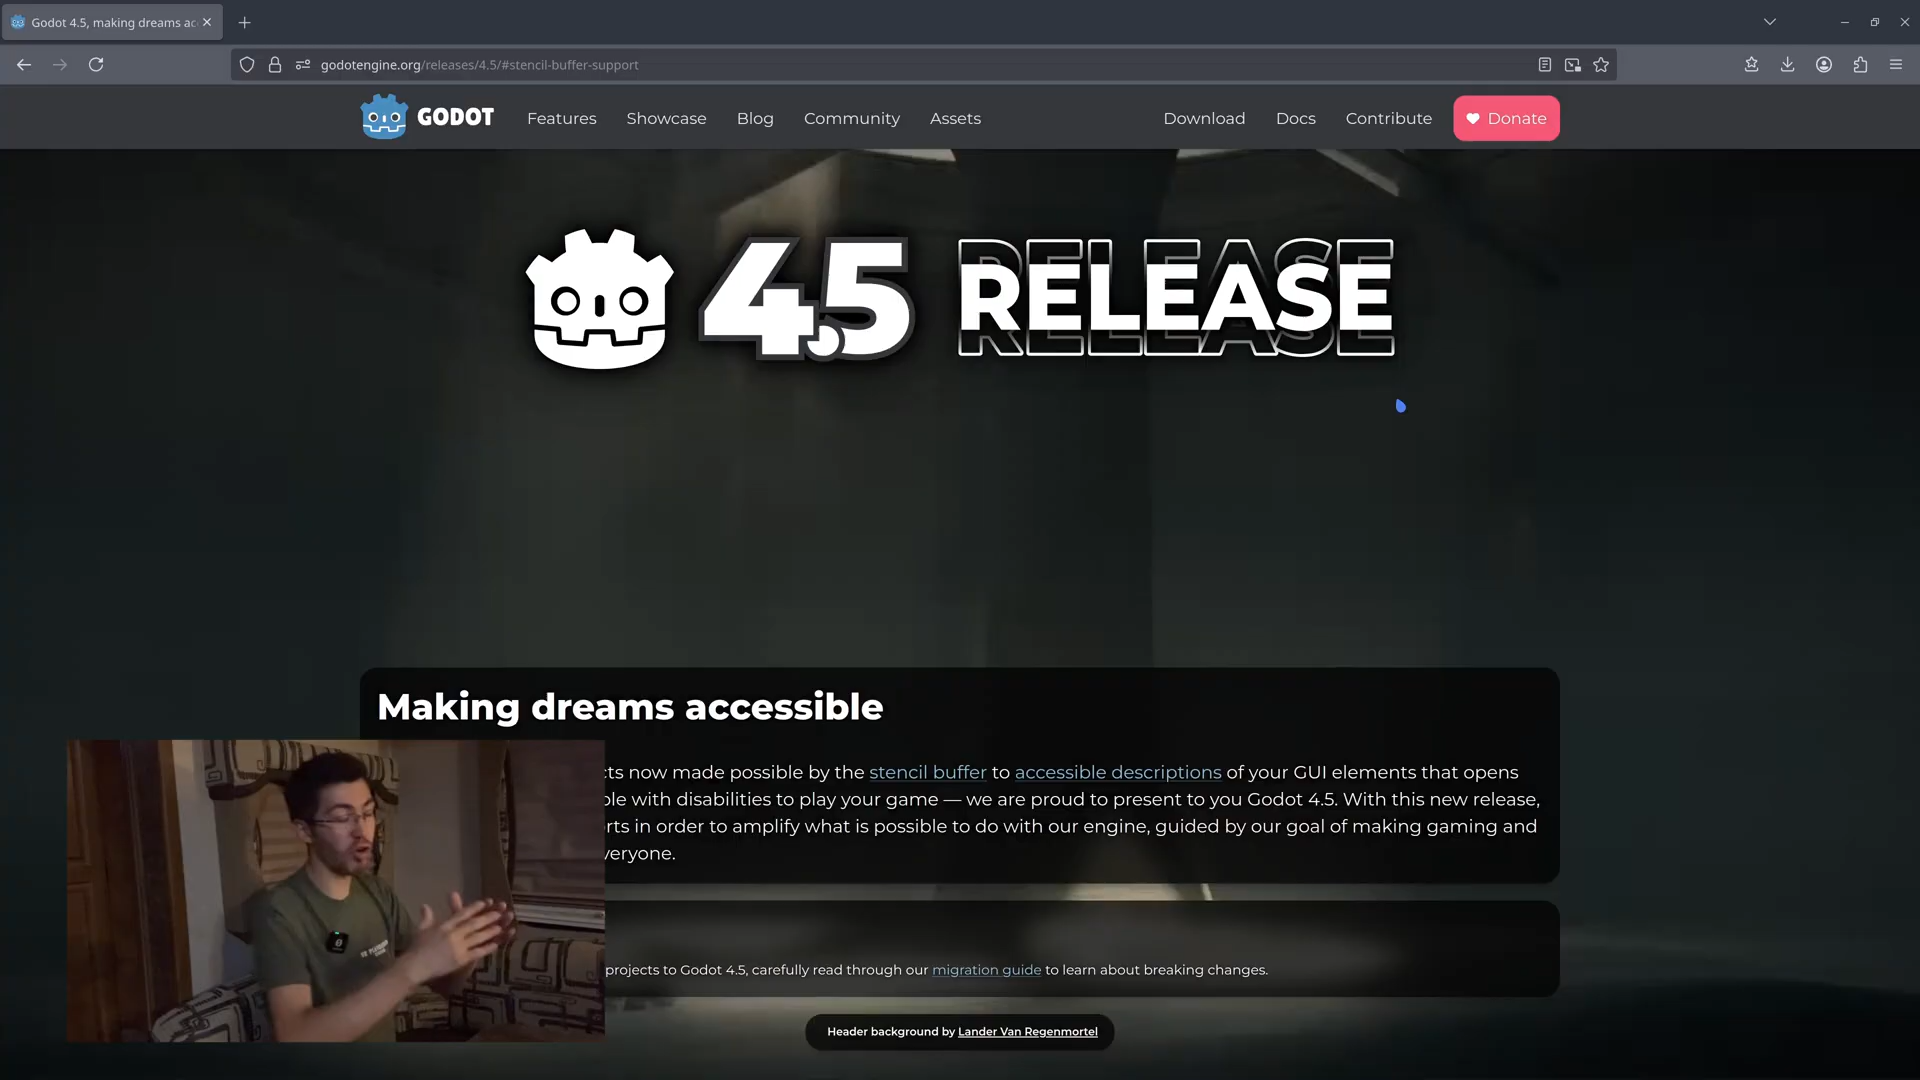 Godot 4.5, making dreams ac
godotengine.org/releases/4.5/#stencil-buffer-support
GODOT
Features
Showcase
Blog
Community
Assets
Download
Docs
Contribute
Donate
4.5 RELEASE
Making dreams accessible
cts now made possible by the stencil buffer to accessible descriptions of your GUI elements that opens
ple with disabilities to play your game — we are proud to present to you Godot 4.5. With this new release,
rts in order to amplify what is possible to do with our engine, guided by our goal of making gaming and
veryone.
projects to Godot 4.5, carefully read through our migration guide to learn about breaking changes.
Header background by Lander Van Regenmortel